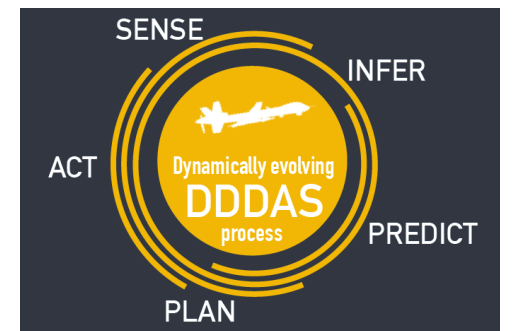 SENSE
INFER
PREDICT
PLAN
ACT
Dynamically evolving
DDDAS
process